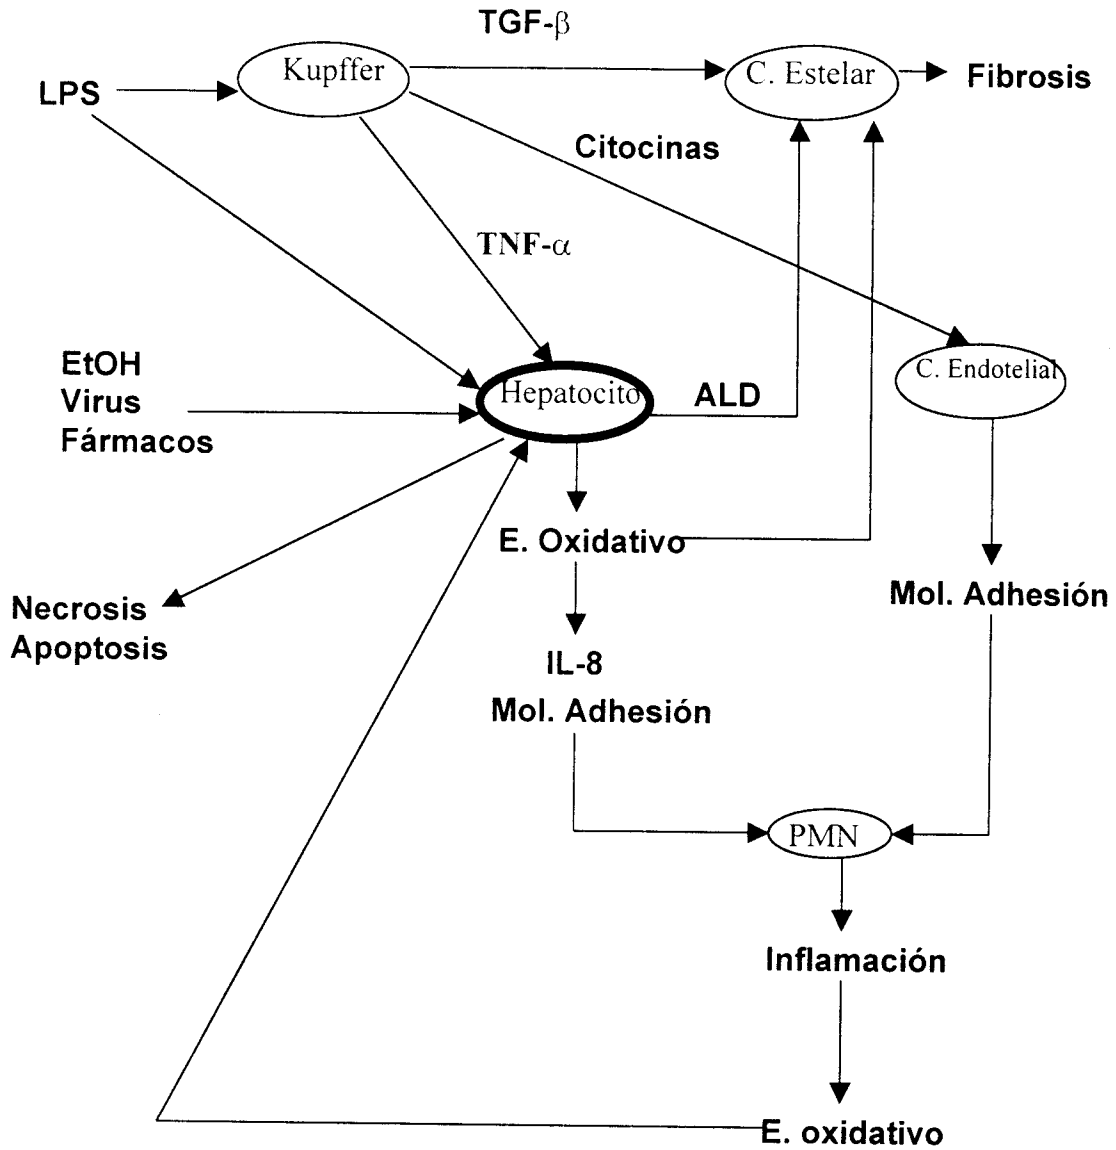 TGF-β
Kupffer
C. Estelar
Fibrosis
LPS
Citocinas
TNF-α
EtOH
Virus
Fármacos
Hepatocito
ALD
C. Endotelial
E. Oxidativo
Necrosis
Apoptosis
Mol. Adhesión
IL-8
Mol. Adhesión
PMN
Inflamación
E. oxidativo